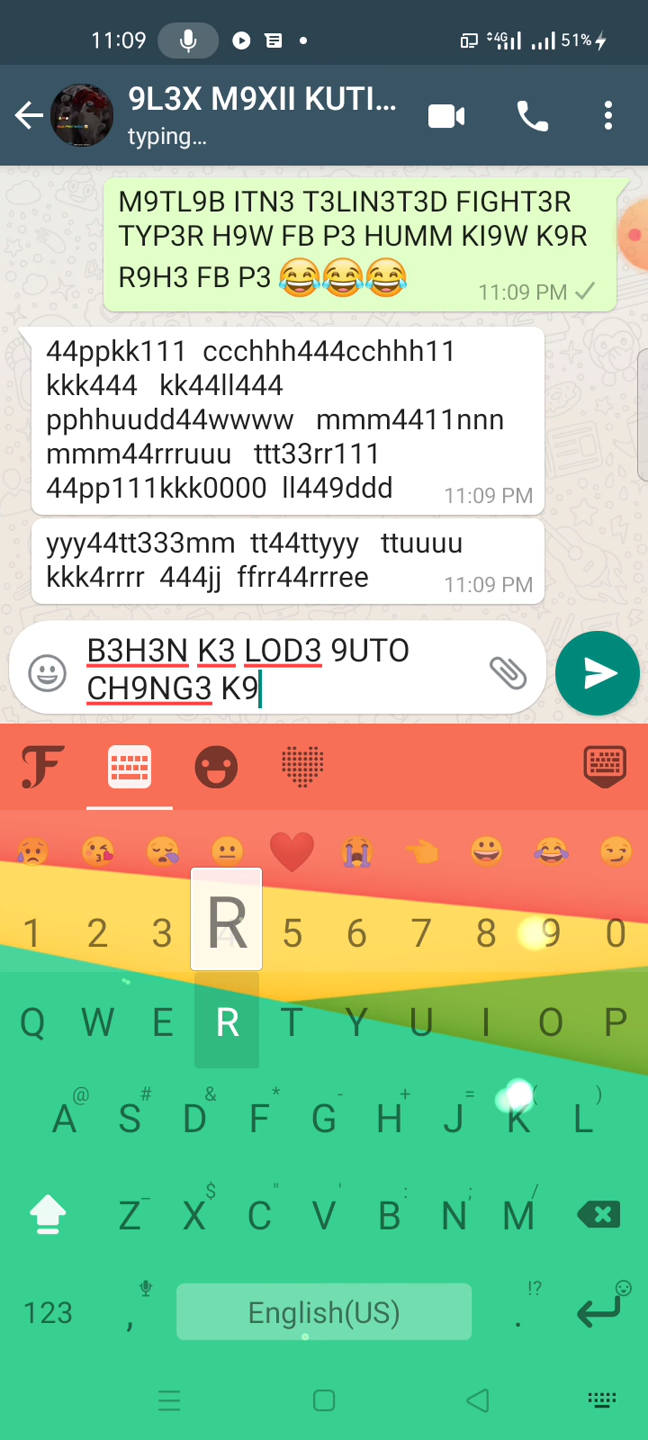 11:09
4G
51%
9L3X M9XII KUTI...
typing...
M9TL9B ITN3 T3LIN3T3D FIGHT3R
TYP3R H9W FB P3 HUMM KI9W K9R
R9H3 FB P3 😂😂😂
11:09 PM
44ppkk111 ccchhh444cchhh11
kkk444 kk44ll444
pphhuudd44wwww mmm4411nnn
mmm44rrruuu ttt33rr111
44pp111kkk0000 ll449ddd
11:09 PM
yyy44tt333mm tt44ttyyy ttuuuu
kkk4rrrr 444jj ffrr44rrree
11:09 PM
B3H3N K3 LOD3 9UTO
CH9NG3 K9
F
1 2 3 R 5 6 7 8 9 0
Q W E R T Y U I O P
@ # & * - + = ( )
A S D F G H J K L
_ $ " ' : ; /
Z X C V B N M
!?
123 , English(US) .